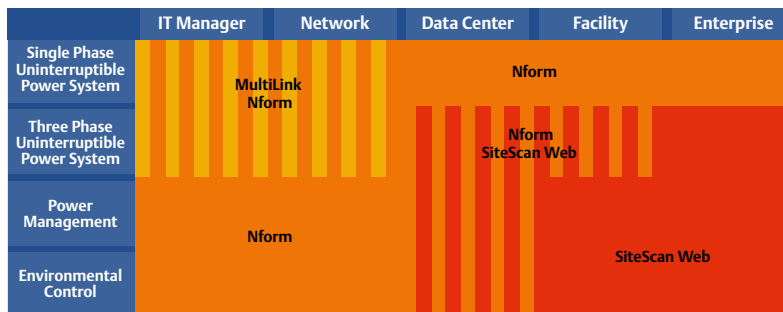 IT Manager
Network
Data Center
Facility
Enterprise
Single Phase
Uninterruptible
Power System
MultiLink
Nform
Nform
Three Phase
Uninterruptible
Power System
Nform
SiteScan Web
Power
Management
Nform
SiteScan Web
Environmental
Control